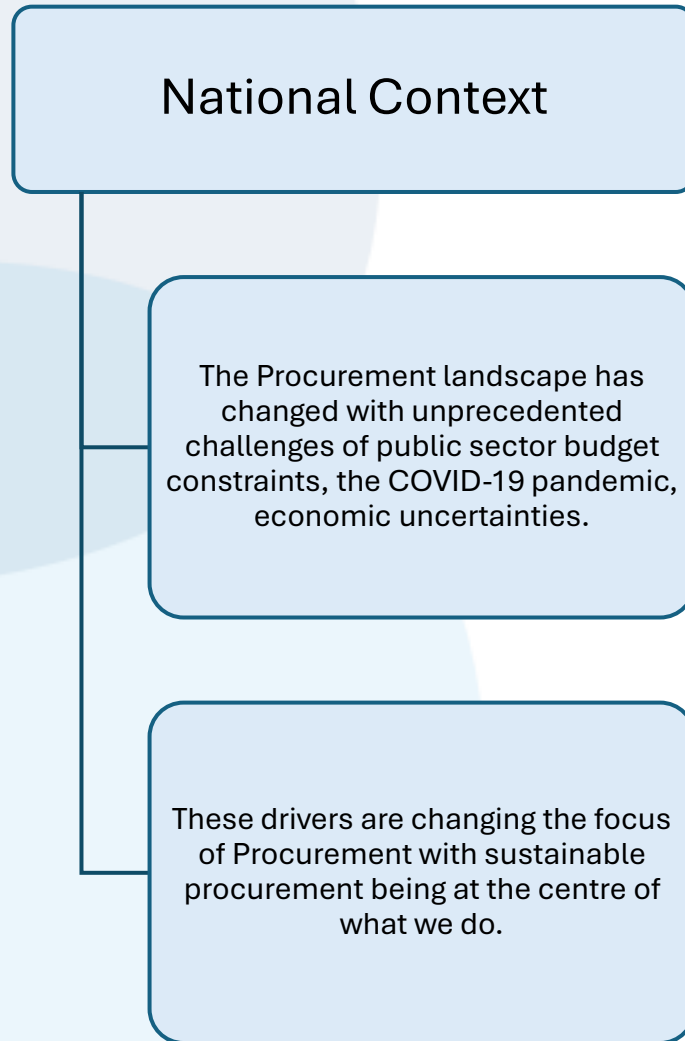 National Context
The Procurement landscape has
changed with unprecedented
challenges of public sector budget
constraints, the COVID-19 pandemic,
economic uncertainties.
These drivers are changing the focus
of Procurement with sustainable
procurement being at the centre of
what we do.